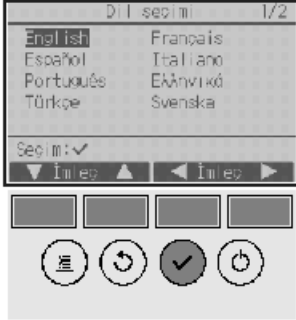 Dil seçimi 1/2
English Français
Español Italiano
Português Ελληνικά
Türkçe Svenska
Seçim:✓
▼ İmleç ▲ ◀ İmleç ▶